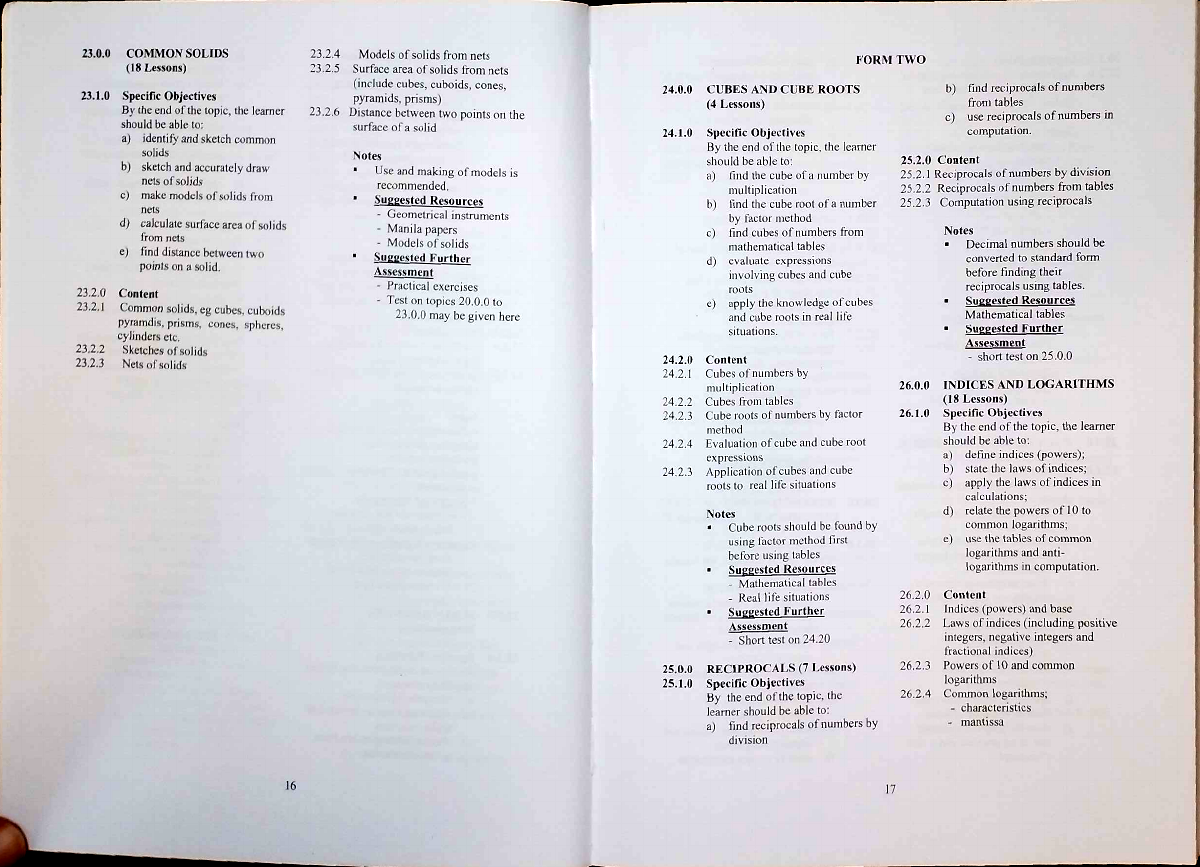 23.0.0 COMMON SOLIDS
(18 Lessons)
23.1.0 Specific Objectives
By the end of the topic, the learner
should be able to:
a) identify and sketch common
solids
b) sketch and accurately draw
nets of solids
c) make models of solids from
nets
d) calculate surface area of solids
from nets
e) find distance between two
points on a solid.
23.2.0 Content
23.2.1 Common solids, eg cubes, cuboids
pyramdis, prisms, cones, spheres,
cylinders etc.
23.2.2 Sketches of solids
23.2.3 Nets of solids
23.2.4 Models of solids from nets
23.2.5 Surface area of solids from nets
(include cubes, cuboids, cones,
pyramids, prisms)
23.2.6 Distance between two points on the
surface of a solid
Notes
▪ Use and making of models is
recommended.
▪ Suggested Resources
- Geometrical instruments
- Manila papers
- Models of solids
▪ Suggested Further
Assessment
- Practical exercises
- Test on topics 20.0.0 to
23.0.0 may be given here
16
FORM TWO
24.0.0 CUBES AND CUBE ROOTS
(4 Lessons)
24.1.0 Specific Objectives
By the end of the topic, the learner
should be able to:
a) find the cube of a number by
multiplication
b) find the cube root of a number
by factor method
c) find cubes of numbers from
mathematical tables
d) evaluate expressions
involving cubes and cube
roots
e) apply the knowledge of cubes
and cube roots in real life
situations.
24.2.0 Content
24.2.1 Cubes of numbers by
multiplication
24.2.2 Cubes from tables
24.2.3 Cube roots of numbers by factor
method
24.2.4 Evaluation of cube and cube root
expressions
24.2.3 Application of cubes and cube
roots to real life situations
Notes
▪ Cube roots should be found by
using factor method first
before using tables
▪ Suggested Resources
- Mathematical tables
- Real life situations
▪ Suggested Further
Assessment
- Short test on 24.20
25.0.0 RECIPROCALS (7 Lessons)
25.1.0 Specific Objectives
By the end of the topic, the
learner should be able to:
a) find reciprocals of numbers by
division
b) find reciprocals of numbers
from tables
c) use reciprocals of numbers in
computation.
25.2.0 Content
25.2.1 Reciprocals of numbers by division
25.2.2 Reciprocals of numbers from tables
25.2.3 Computation using reciprocals
Notes
▪ Decimal numbers should be
converted to standard form
before finding their
reciprocals using tables.
▪ Suggested Resources
Mathematical tables
▪ Suggested Further
Assessment
- short test on 25.0.0
26.0.0 INDICES AND LOGARITHMS
(18 Lessons)
26.1.0 Specific Objectives
By the end of the topic, the learner
should be able to:
a) define indices (powers);
b) state the laws of indices;
c) apply the laws of indices in
calculations;
d) relate the powers of 10 to
common logarithms;
e) use the tables of common
logarithms and anti-
logarithms in computation.
26.2.0 Content
26.2.1 Indices (powers) and base
26.2.2 Laws of indices (including positive
integers, negative integers and
fractional indices)
26.2.3 Powers of 10 and common
logarithms
26.2.4 Common logarithms;
- characteristics
- mantissa
17